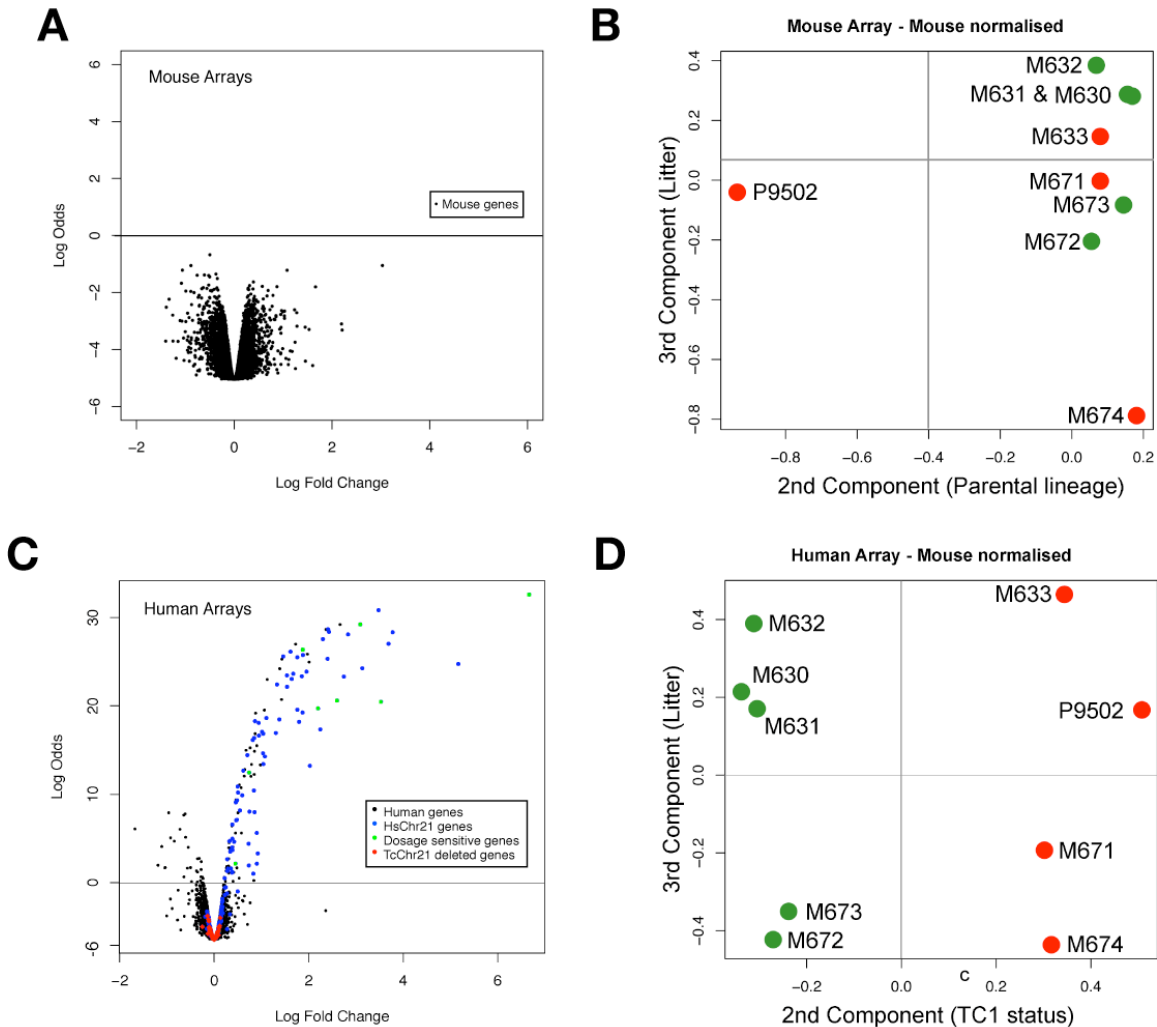 A
Mouse Arrays
6
4
2
0
−2
−4
−6
Log Odds
Mouse genes
−2 0 2 4 6
Log Fold Change
B
Mouse Array - Mouse normalised
0.4
0.2
0.0
−0.2
−0.4
−0.6
−0.8
3rd Component (Litter)
M632
M631 & M630
M633
M671
P9502
M673
M672
M674
−0.8 −0.6 −0.4 −0.2 0.0 0.2
2nd Component (Parental lineage)
C
Human Arrays
30
20
10
0
-6
Log Odds
Human genes
HsChr21 genes
Dosage sensitive genes
TcChr21 deleted genes
−2 0 2 4 6
Log Fold Change
D
Human Array - Mouse normalised
0.4
0.2
0.0
−0.2
−0.4
3rd Component (Litter)
M633
M632
M630
P9502
M631
M671
M673
M672
M674
c
−0.2 0.0 0.2 0.4
2nd Component (TC1 status)